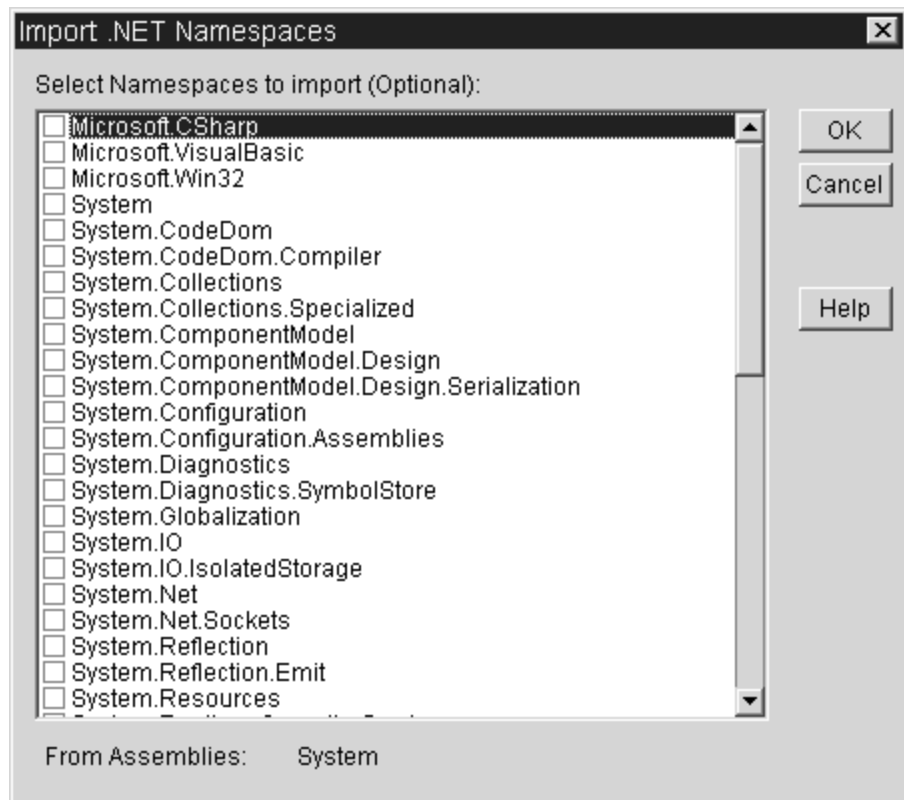 Import .NET Namespaces
Select Namespaces to import (Optional):
Microsoft.CSharp
Microsoft.VisualBasic
Microsoft.Win32
System
System.CodeDom
System.CodeDom.Compiler
System.Collections
System.Collections.Specialized
System.ComponentModel
System.ComponentModel.Design
System.ComponentModel.Design.Serialization
System.Configuration
System.Configuration.Assemblies
System.Diagnostics
System.Diagnostics.SymbolStore
System.Globalization
System.IO
System.IO.IsolatedStorage
System.Net
System.Net.Sockets
System.Reflection
System.Reflection.Emit
System.Resources
OK
Cancel
Help
From Assemblies: System